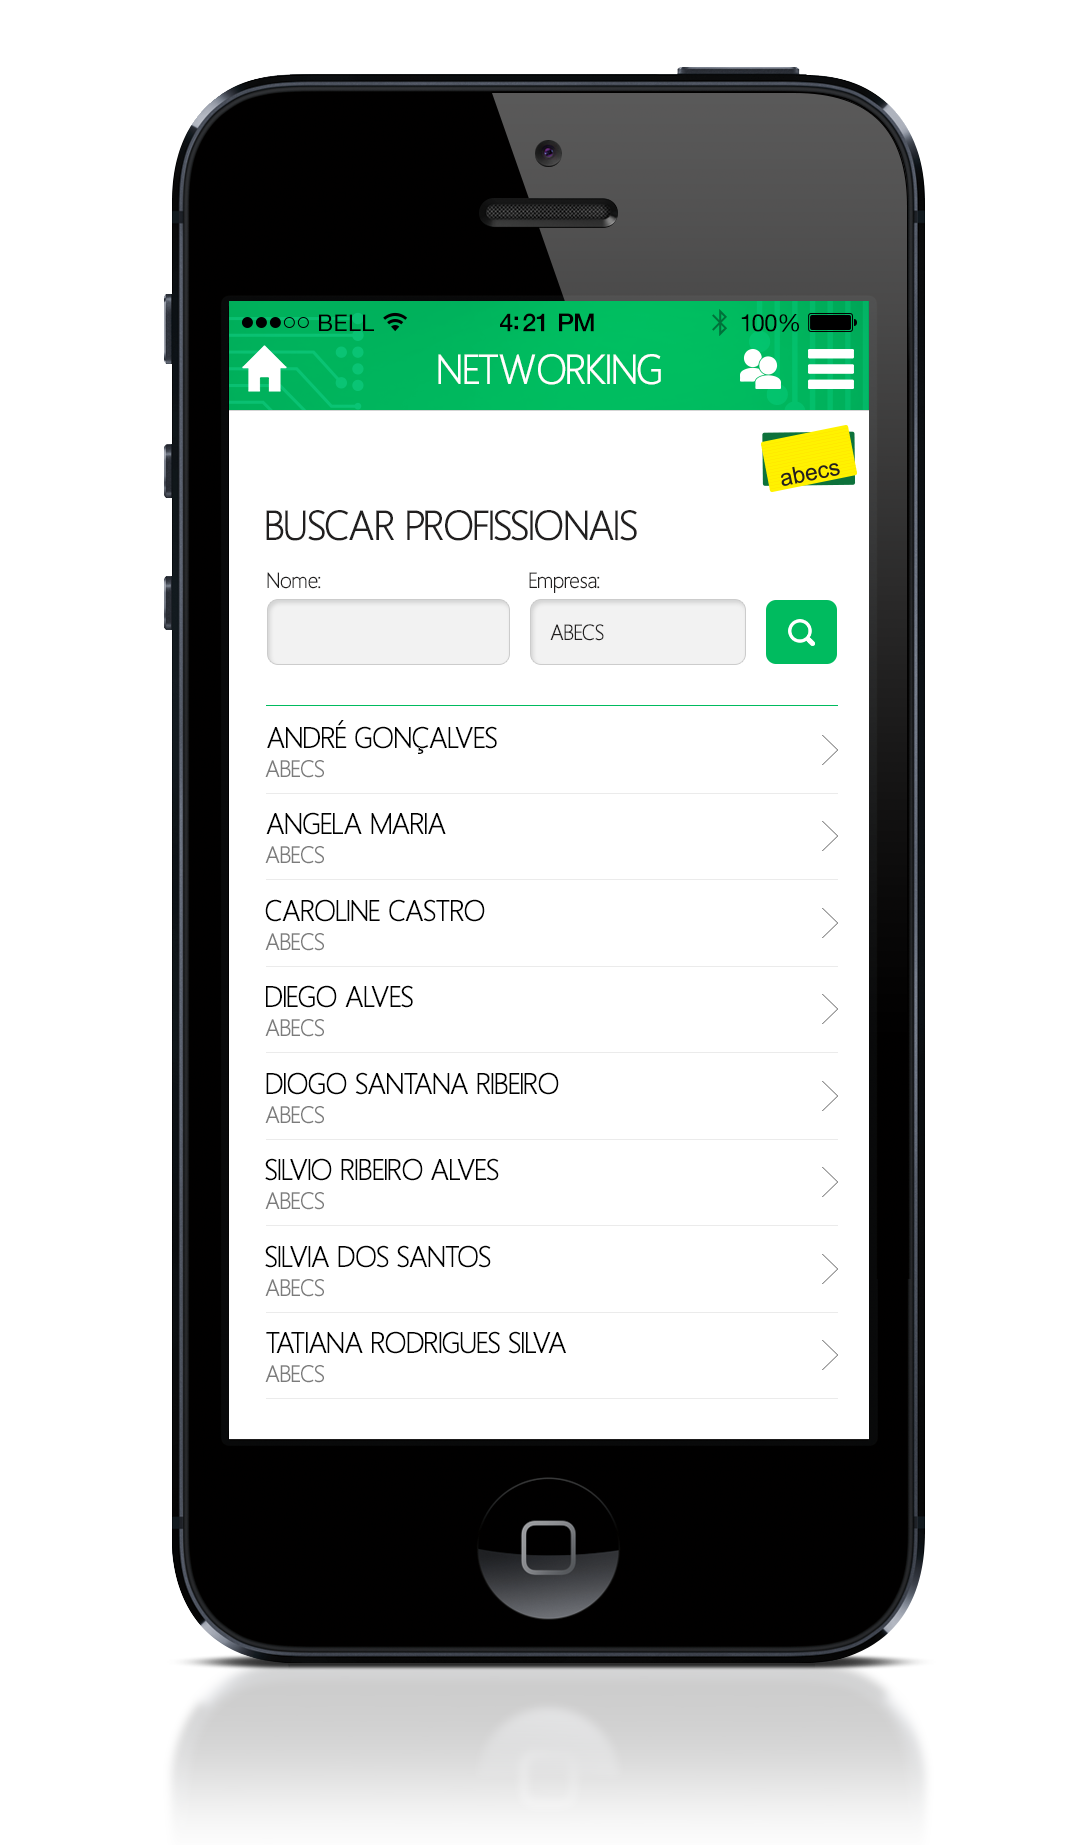 BELL 4:21 PM 100%
NETWORKING
abecs
BUSCAR PROFISSIONAIS
Nome: Empresa:
ABECS
ANDRÉ GONÇALVES
ABECS
ANGELA MARIA
ABECS
CAROLINE CASTRO
ABECS
DIEGO ALVES
ABECS
DIOGO SANTANA RIBEIRO
ABECS
SILVIO RIBEIRO ALVES
ABECS
SILVIA DOS SANTOS
ABECS
TATIANA RODRIGUES SILVA
ABECS